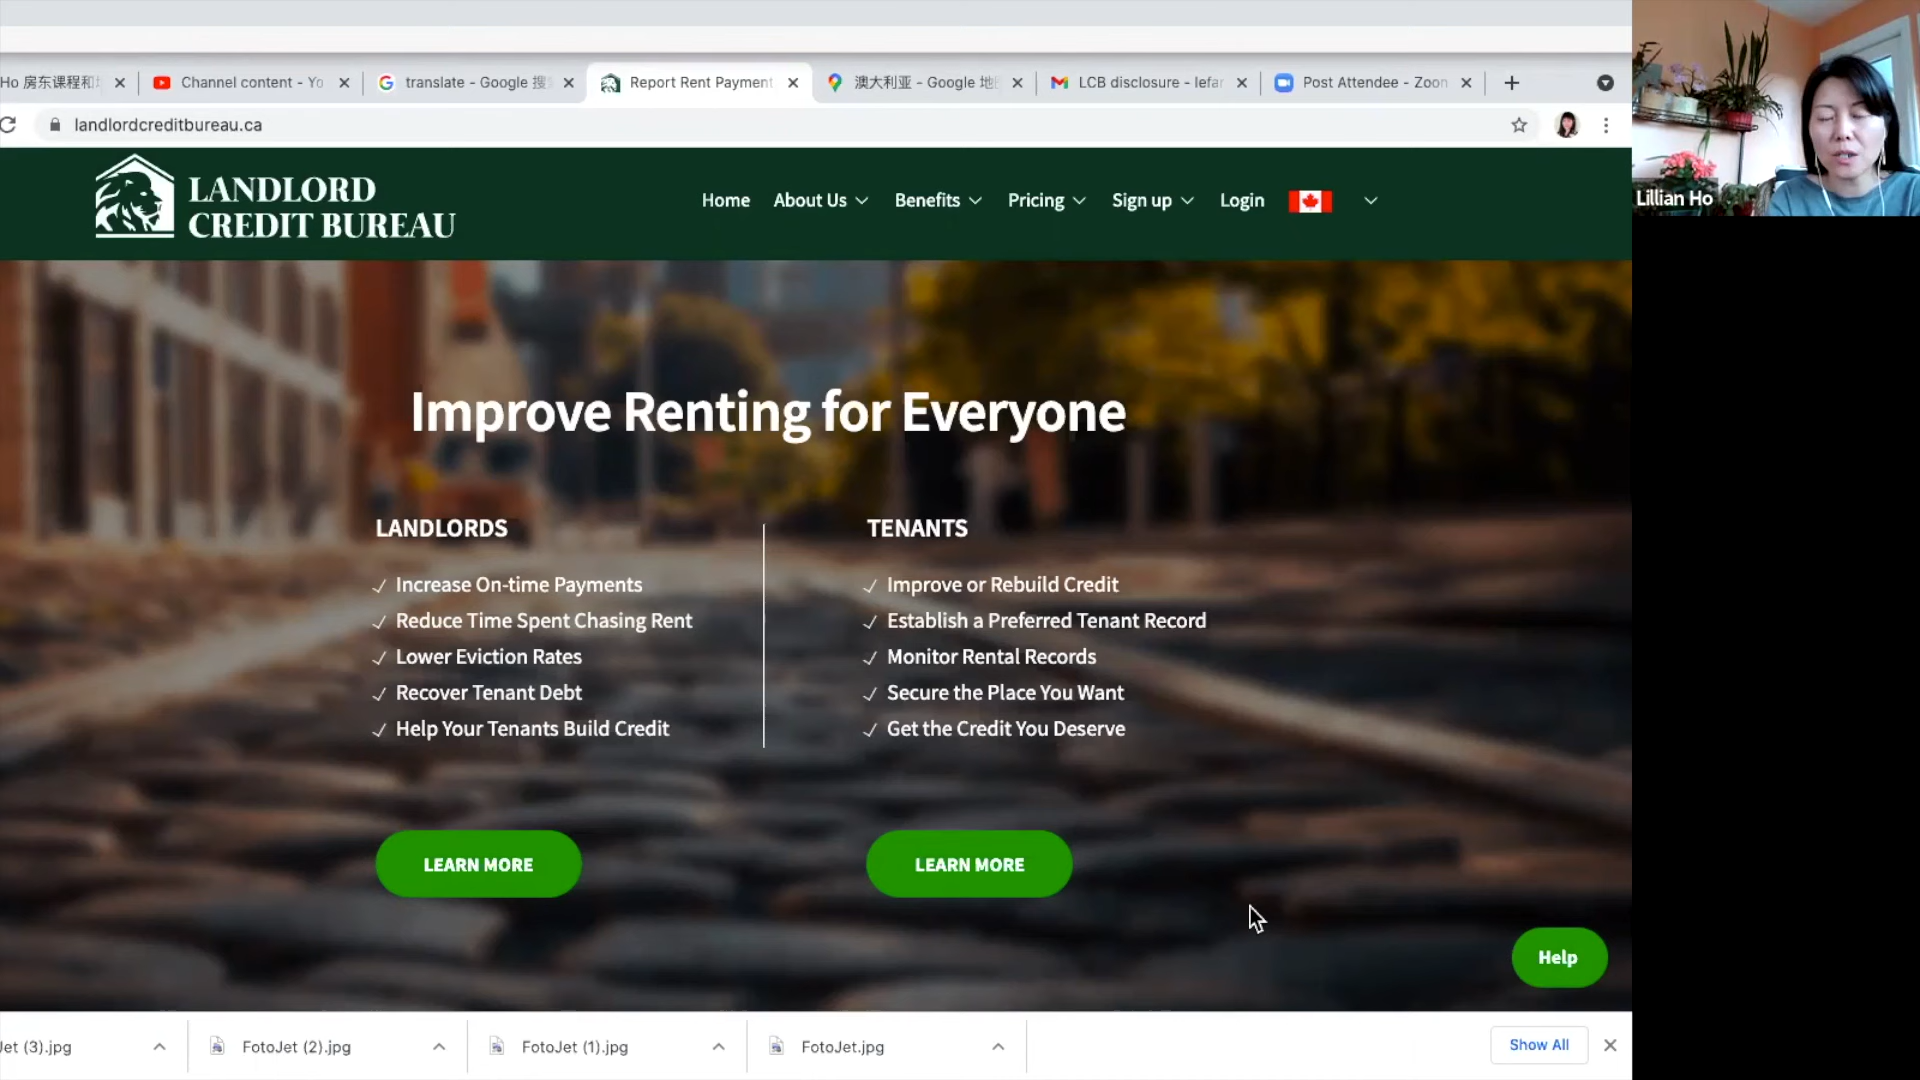 Ho 房东课程和
Channel content - Yo
translate - Google 搜
Report Rent Payment
澳大利亚 - Google 地
LCB disclosure - lefar
Post Attendee - Zoon
landlordcreditbureau.ca
LANDLORD
CREDIT BUREAU
Home
About Us
Benefits
Pricing
Sign up
Login
Lillian Ho
Improve Renting for Everyone
LANDLORDS
Increase On-time Payments
Reduce Time Spent Chasing Rent
Lower Eviction Rates
Recover Tenant Debt
Help Your Tenants Build Credit
LEARN MORE
TENANTS
Improve or Rebuild Credit
Establish a Preferred Tenant Record
Monitor Rental Records
Secure the Place You Want
Get the Credit You Deserve
LEARN MORE
Help
Jet (3).jpg
FotoJet (2).jpg
FotoJet (1).jpg
FotoJet.jpg
Show All